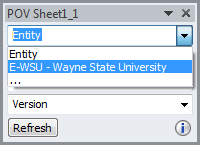 POV Sheet1_1
Entity
Entity
E-WSU - Wayne State University
...
Version
Refresh